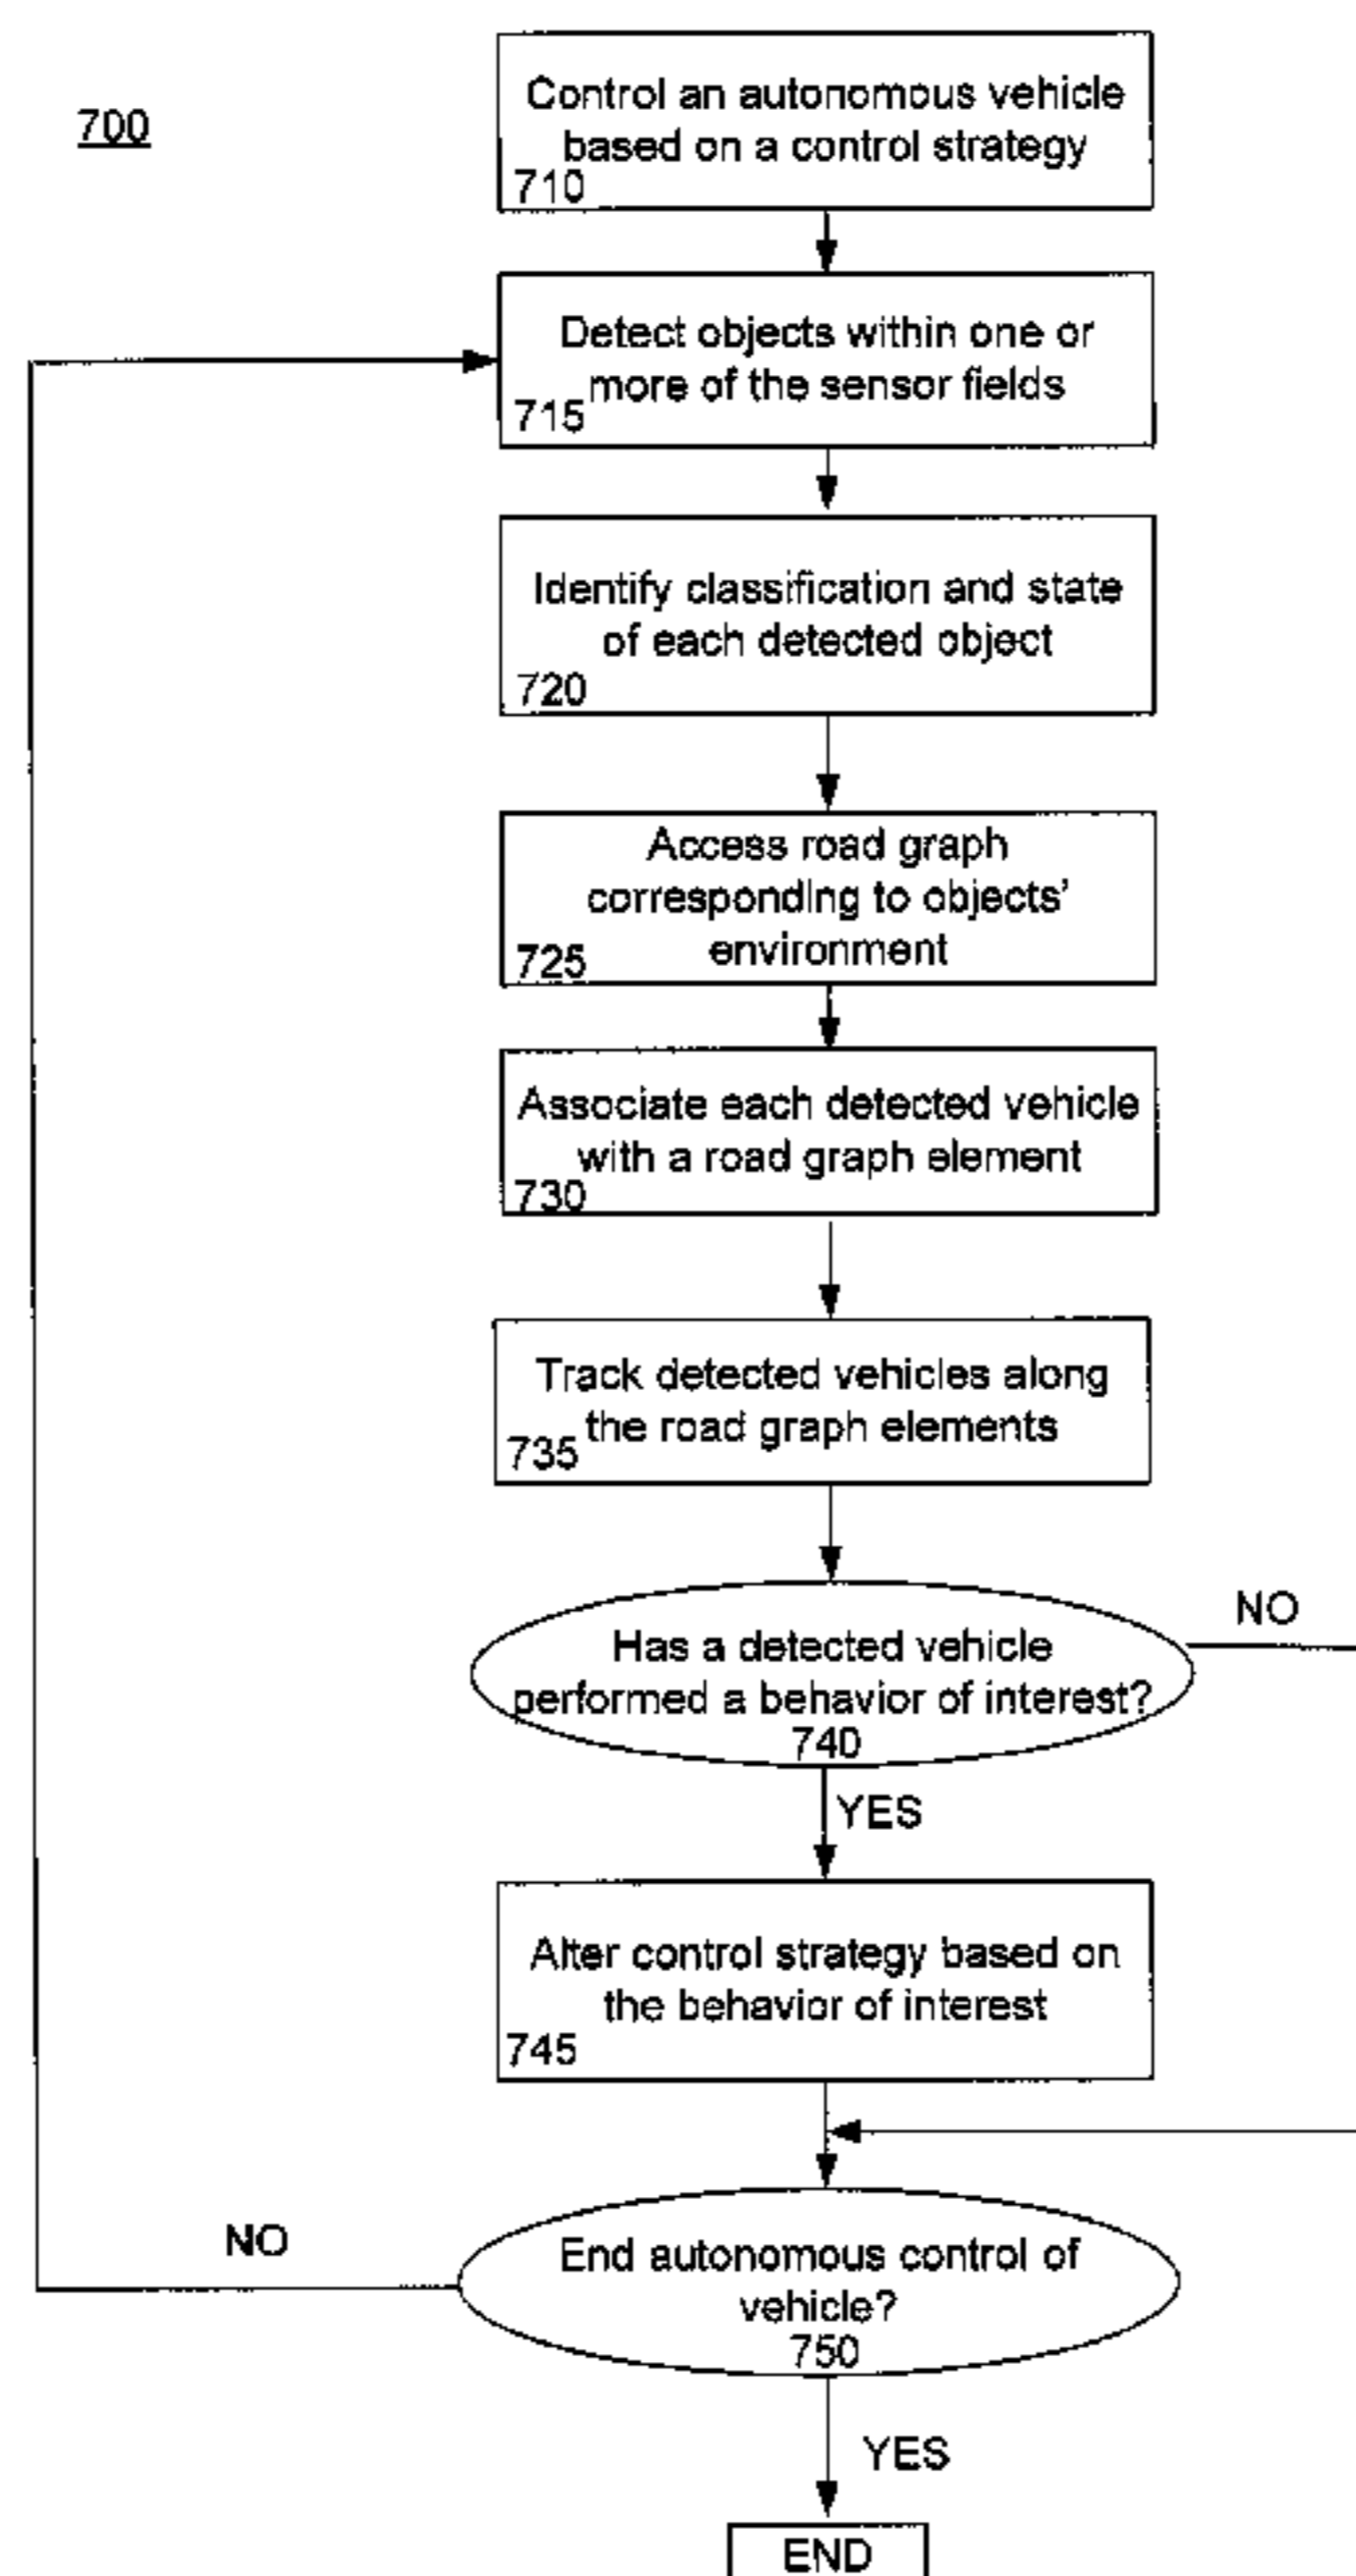 700
Control an autonomous vehicle
based on a control strategy
710
Detect objects within one or
more of the sensor fields
715
Identify classification and state
of each detected object
720
Access road graph
corresponding to objects'
environment
725
Associate each detected vehicle
with a road graph element
730
Track detected vehicles along
the road graph elements
735
Has a detected vehicle
performed a behavior of interest?
740
NO
YES
Alter control strategy based on
the behavior of interest
745
NO
End autonomous control of
vehicle?
750
YES
END